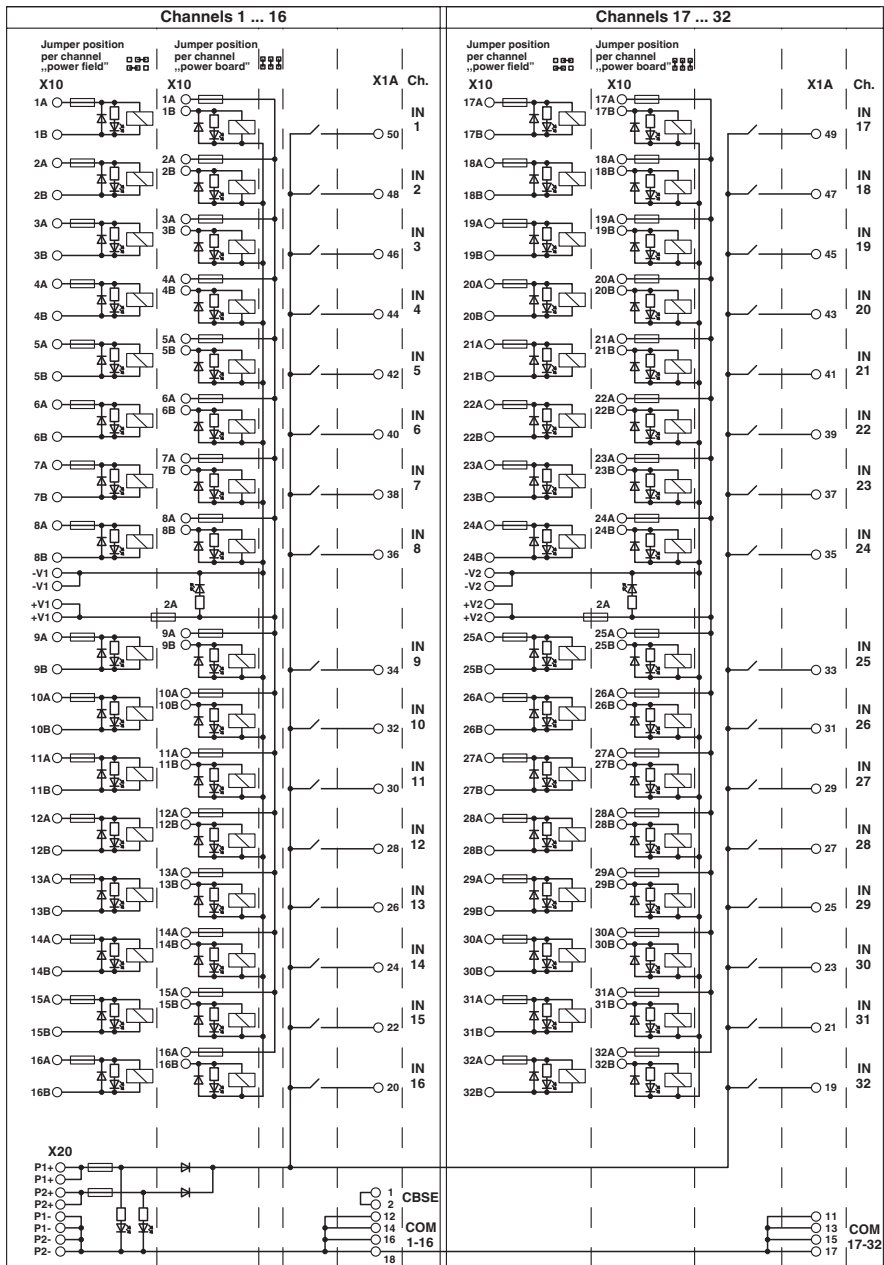 Channels 1 ... 16 Channels 17 ... 32
Jumper position Jumper position Jumper position Jumper position
per channel per channel per channel per channel
„power field" „power board" „power field" „power board"
X10 X10 X1A Ch. X10 X10 X1A Ch.
1A 1A IN 17A 17A IN
1B 1B 50 1 17B 17B 49 17
2A 2A IN 18A 18A IN
2B 2B 48 2 18B 18B 47 18
3A 3A IN 19A 19A IN
3B 3B 46 3 19B 19B 45 19
4A 4A IN 20A 20A IN
4B 4B 44 4 20B 20B 43 20
5A 5A IN 21A 21A IN
5B 5B 42 5 21B 21B 41 21
6A 6A IN 22A 22A IN
6B 6B 40 6 22B 22B 39 22
7A 7A IN 23A 23A IN
7B 7B 38 7 23B 23B 37 23
8A 8A IN 24A 24A IN
8B 8B 36 8 24B 24B 35 24
-V1 -V2
-V1 -V2
+V1 2A +V2 2A
+V1 +V2
9A 9A IN 25A 25A IN
9B 9B 34 9 25B 25B 33 25
10A 10A IN 26A 26A IN
10B 10B 32 10 26B 26B 31 26
11A 11A IN 27A 27A IN
11B 11B 30 11 27B 27B 29 27
12A 12A IN 28A 28A IN
12B 12B 28 12 28B 28B 27 28
13A 13A IN 29A 29A IN
13B 13B 26 13 29B 29B 25 29
14A 14A IN 30A 30A IN
14B 14B 24 14 30B 30B 23 30
15A 15A IN 31A 31A IN
15B 15B 22 15 31B 31B 21 31
16A 16A IN 32A 32A IN
16B 16B 20 16 32B 32B 19 32
X20
P1+
P1+
P2+ 1 CBSE
P2+ 2
P1- 12 11
P1- 14 COM 13 COM
P2- 16 1-16 15 17-32
P2- 18 17